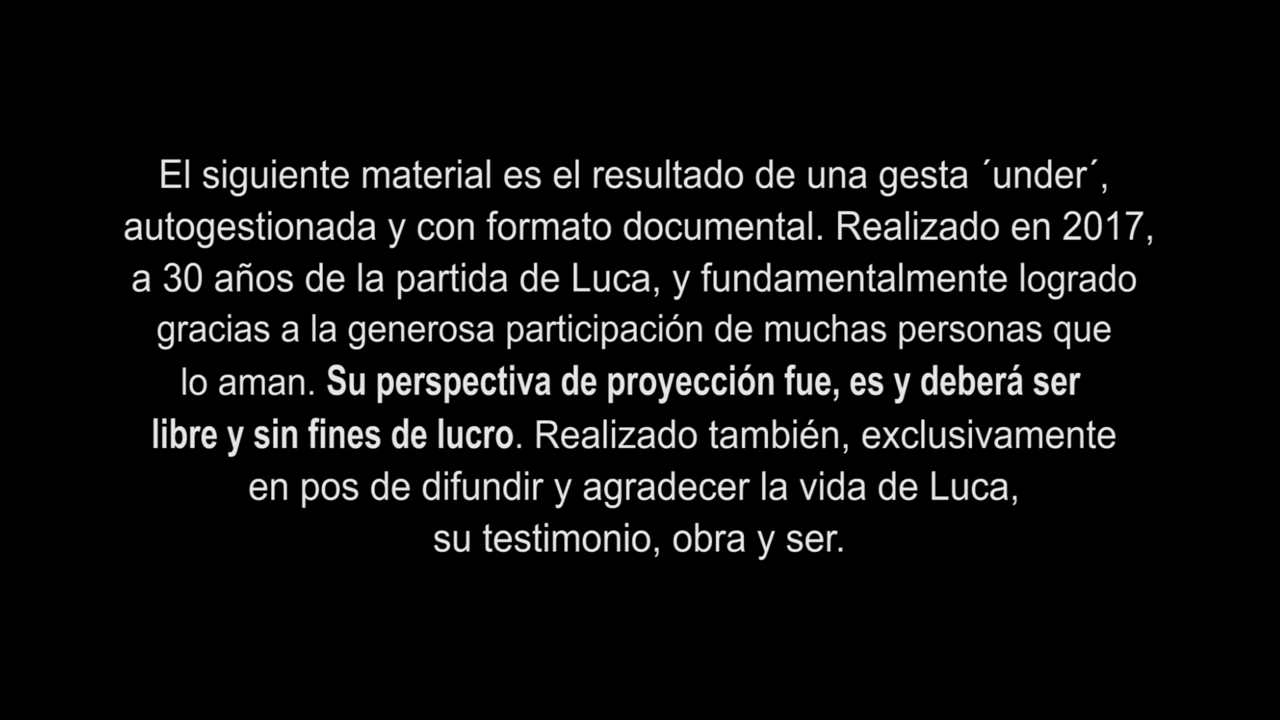 El siguiente material es el resultado de una gesta ´under´,
autogestionada y con formato documental. Realizado en 2017,
a 30 años de la partida de Luca, y fundamentalmente logrado
gracias a la generosa participación de muchas personas que
lo aman. Su perspectiva de proyección fue, es y deberá ser
libre y sin fines de lucro. Realizado también, exclusivamente
en pos de difundir y agradecer la vida de Luca,
su testimonio, obra y ser.